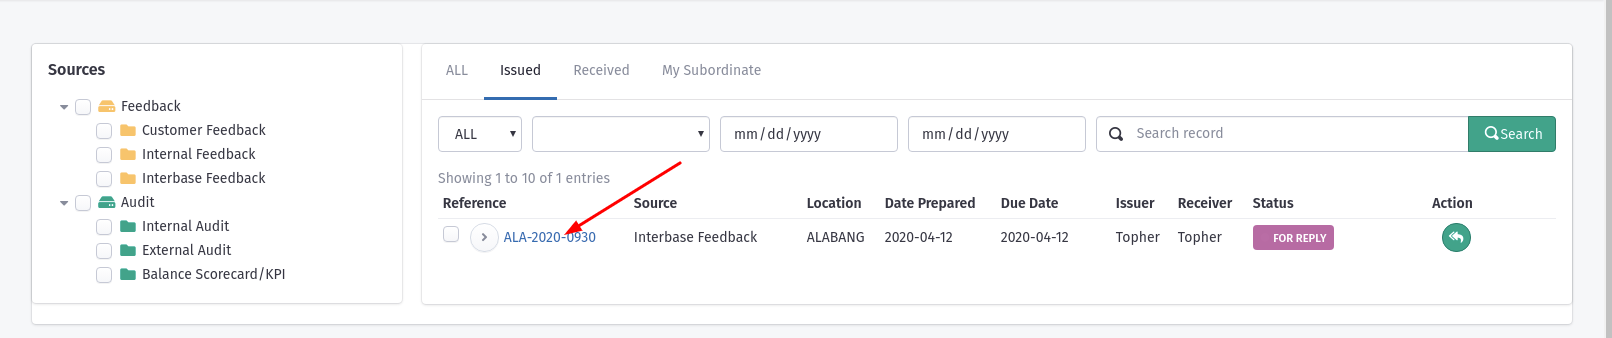 Sources
Feedback
Customer Feedback
Internal Feedback
Interbase Feedback
Audit
Internal Audit
External Audit
Balance Scorecard/KPI
ALL Issued Received My Subordinate
ALL mm/dd/yyyy mm/dd/yyyy Search record Search
Showing 1 to 10 of 1 entries
Reference Source Location Date Prepared Due Date Issuer Receiver Status Action
ALA-2020-0930 Interbase Feedback ALABANG 2020-04-12 2020-04-12 Topher Topher FOR REPLY